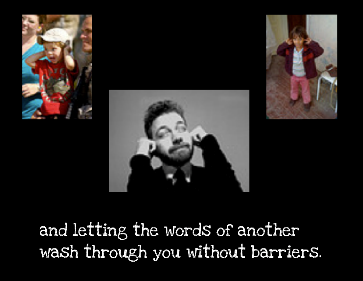 and letting the words of another
wash through you without barriers.